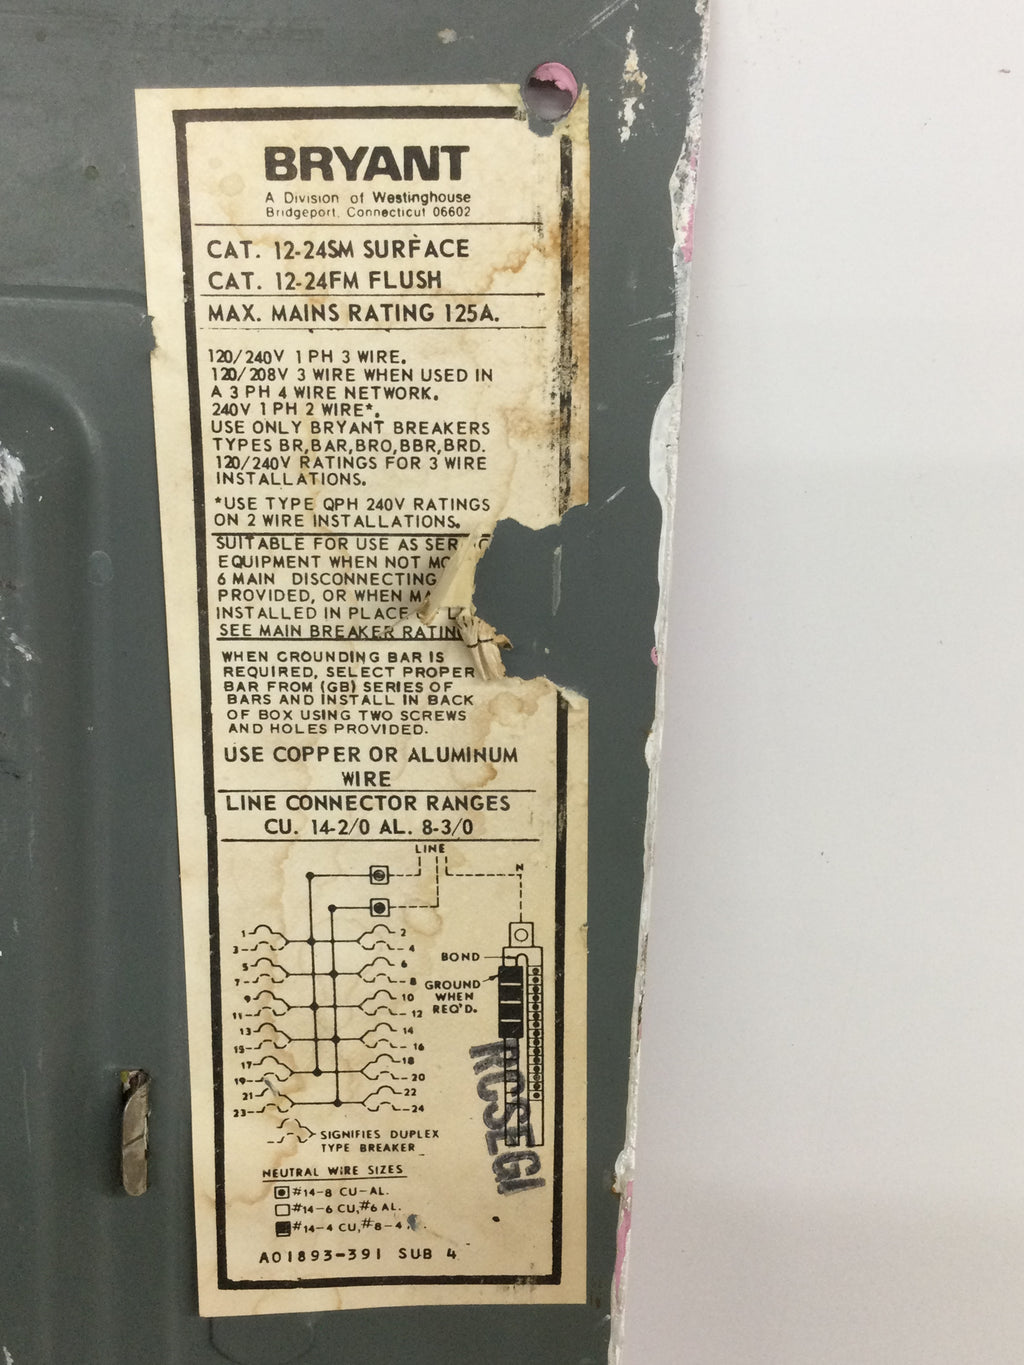 BRYANT
A Division of Westinghouse
Bridgeport, Connecticut 06602
CAT. 12-24SM SURFACE
CAT. 12-24FM FLUSH
MAX. MAINS RATING 125A.
120/240V 1 PH 3 WIRE.
120/208V 3 WIRE WHEN USED IN
A 3 PH 4 WIRE NETWORK.
240V 1 PH 2 WIRE*.
USE ONLY BRYANT BREAKERS
TYPES BR,BAR,BRO,BBR,BRD.
120/240V RATINGS FOR 3 WIRE
INSTALLATIONS.
*USE TYPE QPH 240V RATINGS
ON 2 WIRE INSTALLATIONS.
SUITABLE FOR USE AS
EQUIPMENT WHEN NOT
6 MAIN DISCONNECTING
PROVIDED, OR WHEN
INSTALLED IN PLACE
SEE MAIN BREAKER
WHEN GROUNDING BAR IS
REQUIRED, SELECT PROPER
BAR FROM (GB) SERIES OF
BARS AND INSTALL IN BACK
OF BOX USING TWO SCREWS
AND HOLES PROVIDED.
USE COPPER OR ALUMINUM
WIRE
LINE CONNECTOR RANGES
CU. 14-2/0 AL. 8-3/0
LINE
N
1 2
3 4
BOND
5 6
7 8
GROUND
WHEN
REQ'D.
9 10
11 12
13 14
15 16
17 18
19 20
21 22
23 24
SIGNIFIES DUPLEX
TYPE BREAKER
NEUTRAL WIRE SIZES
#14-8 CU-AL.
#14-6 CU,#6 AL.
#14-4 CU,#8-4
A01893-391 SUB 4